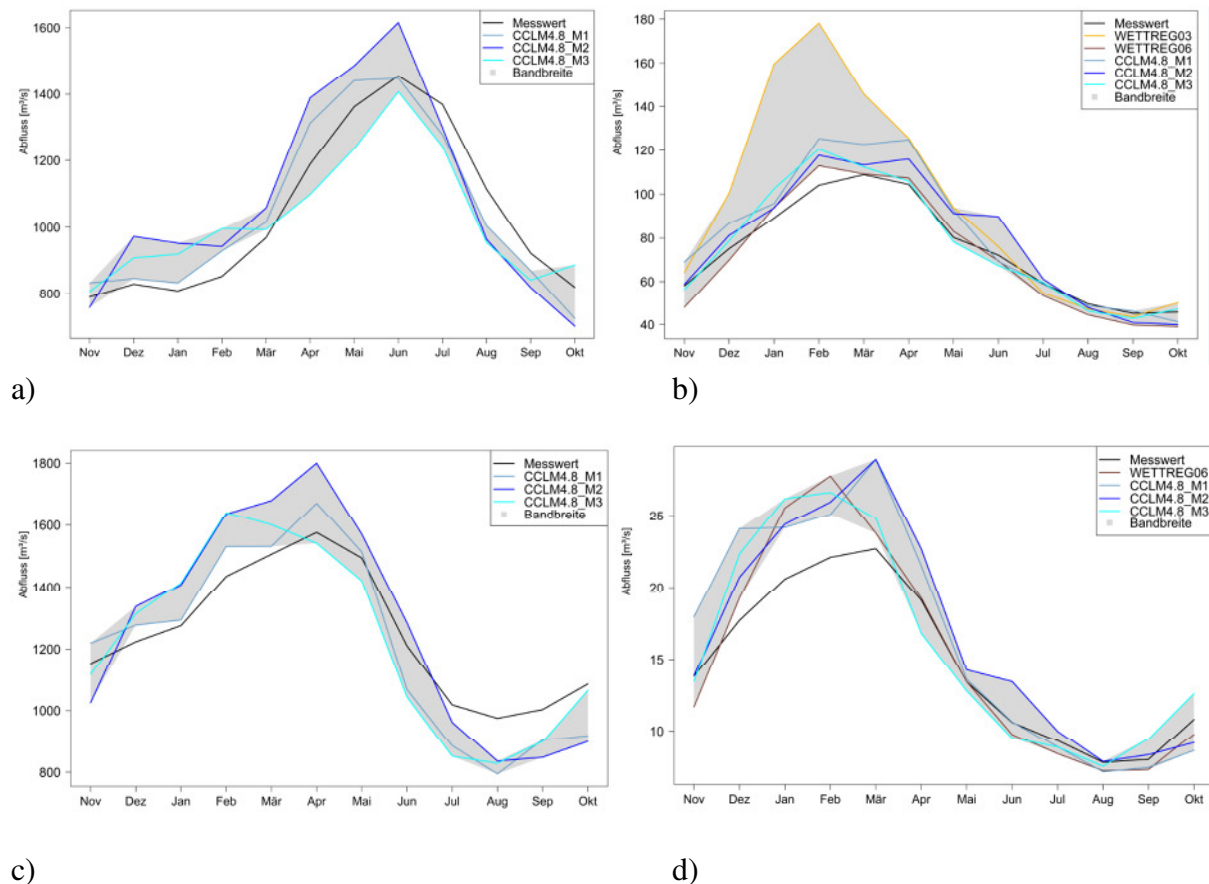 1600
1400
1200
1000
800
Abfluss [m³/s]
Messwert
CCLM4.8_M1
CCLM4.8_M2
CCLM4.8_M3
Bandbreite
Nov Dez Jan Feb Mär Apr Mai Jun Jul Aug Sep Okt
a)
180
160
140
120
100
80
60
40
Abfluss [m³/s]
Messwert
WETTREG03
WETTREG06
CCLM4.8_M1
CCLM4.8_M2
CCLM4.8_M3
Bandbreite
Nov Dez Jan Feb Mär Apr Mai Jun Jul Aug Sep Okt
b)
1800
1600
1400
1200
1000
800
Abfluss [m³/s]
Messwert
CCLM4.8_M1
CCLM4.8_M2
CCLM4.8_M3
Bandbreite
Nov Dez Jan Feb Mär Apr Mai Jun Jul Aug Sep Okt
c)
25
20
15
10
Abfluss [m³/s]
Messwert
WETTREG06
CCLM4.8_M1
CCLM4.8_M2
CCLM4.8_M3
Bandbreite
Nov Dez Jan Feb Mär Apr Mai Jun Jul Aug Sep Okt
d)